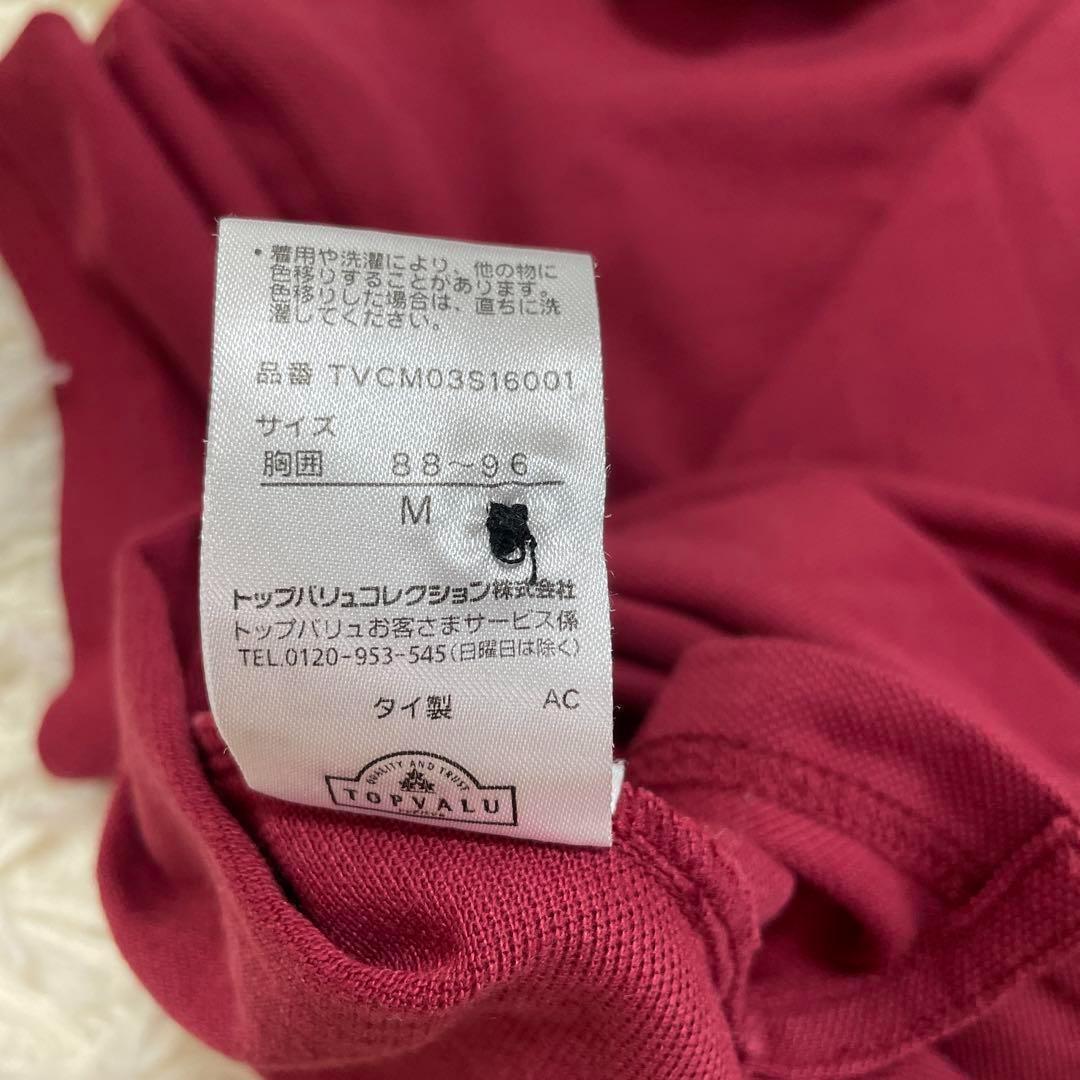 ・着用や洗濯により、他の物に
色移りすることがあります。
色移りした場合は、直ちに洗
濯してください。
品番 TVCM03S16001
サイズ
胸囲 88～96
M
トップバリュコレクション株式会社
トップバリュお客さまサービス係
TEL.0120-953-545(日曜日は除く)
タイ製 AC
QUALITY AND TRUST
TOPVALU